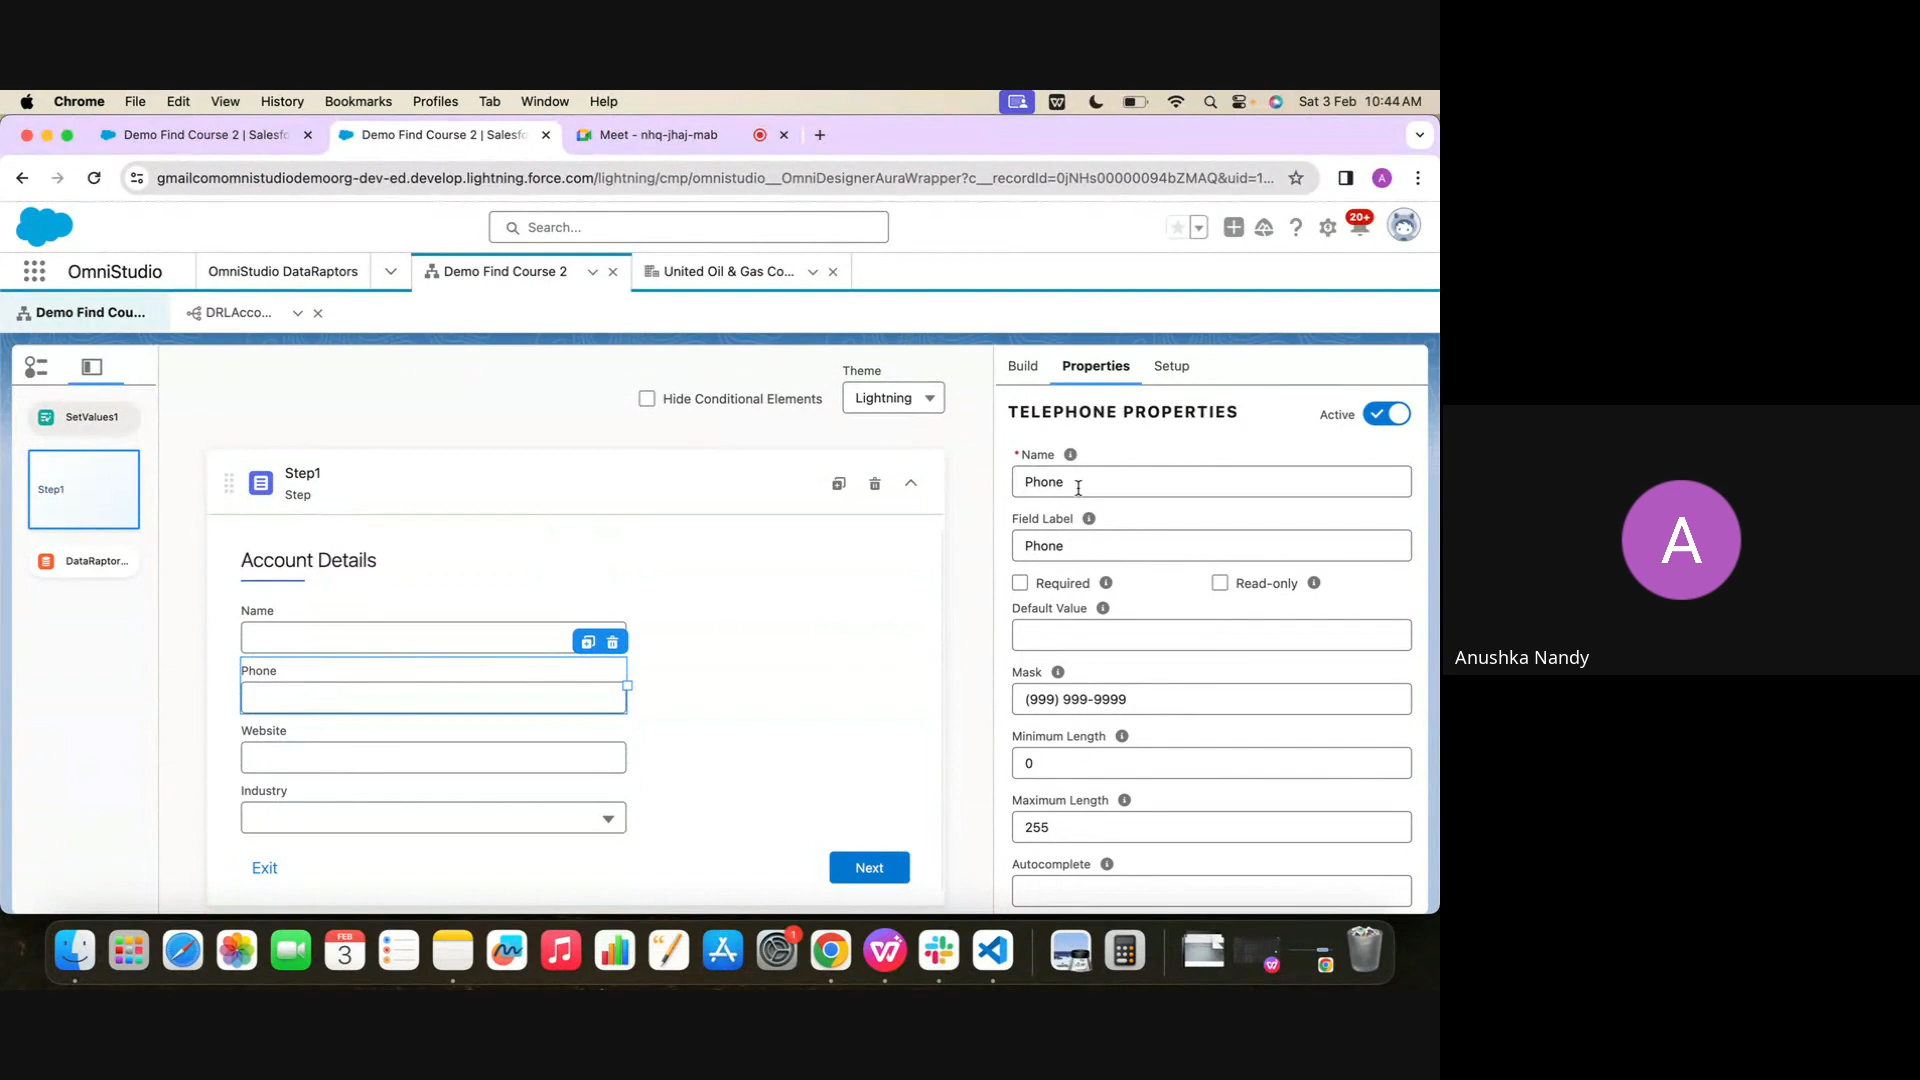 Chrome File Edit View History Bookmarks Profiles Tab Window Help
Sat 3 Feb 10:44 AM
Demo Find Course 2 | Salesfo
Demo Find Course 2 | Salesfo
Meet - nhq-jhaj-mab
gmailcomomnistudiodemoorg-dev-ed.develop.lightning.force.com/lightning/cmp/omnistudio__OmniDesignerAuraWrapper?c__recordId=0jNHs00000094bZMAQ&uid=1...
A
Search...
20+
OmniStudio
OmniStudio DataRaptors
Demo Find Course 2
United Oil & Gas Co...
Demo Find Cou...
DRLAcco...
SetValues1
Step1
DataRaptor...
Hide Conditional Elements
Theme
Lightning
Step1
Step
Account Details
Name
Phone
Website
Industry
Exit
Next
Build
Properties
Setup
TELEPHONE PROPERTIES
Active
* Name
Phone
Field Label
Phone
Required
Read-only
Default Value
Mask
(999) 999-9999
Minimum Length
0
Maximum Length
255
Autocomplete
FEB
3
1
A
Anushka Nandy